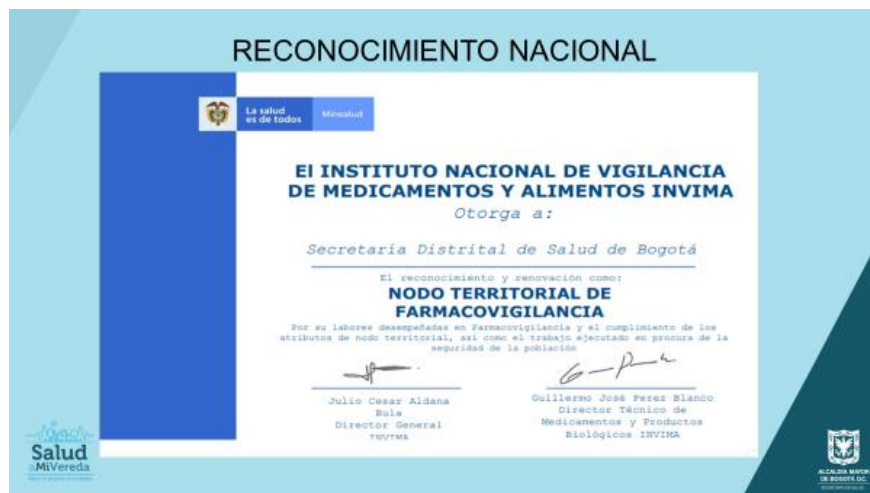 RECONOCIMIENTO NACIONAL
La salud
es de todos
Minsalud
El INSTITUTO NACIONAL DE VIGILANCIA
DE MEDICAMENTOS Y ALIMENTOS INVIMA
Otorga a:
Secretaria Distrital de Salud de Bogotá
El reconocimiento y renovación como:
NODO TERRITORIAL DE
FARMACOVIGILANCIA
Por su labores desempeñadas en Farmacovigilancia y el cumplimiento de los
atributos de nodo territorial, así como el trabajo ejecutado en procura de la
seguridad de la población
Julio Cesar Aldana
Bula
Director General
INVIMA
Guillermo José Perez Blanco
Director Técnico de
Medicamentos y Productos
Biológicos INVIMA
Salud
aMiVereda
ALCALDÍA MAYOR
DE BOGOTÁ D.C.